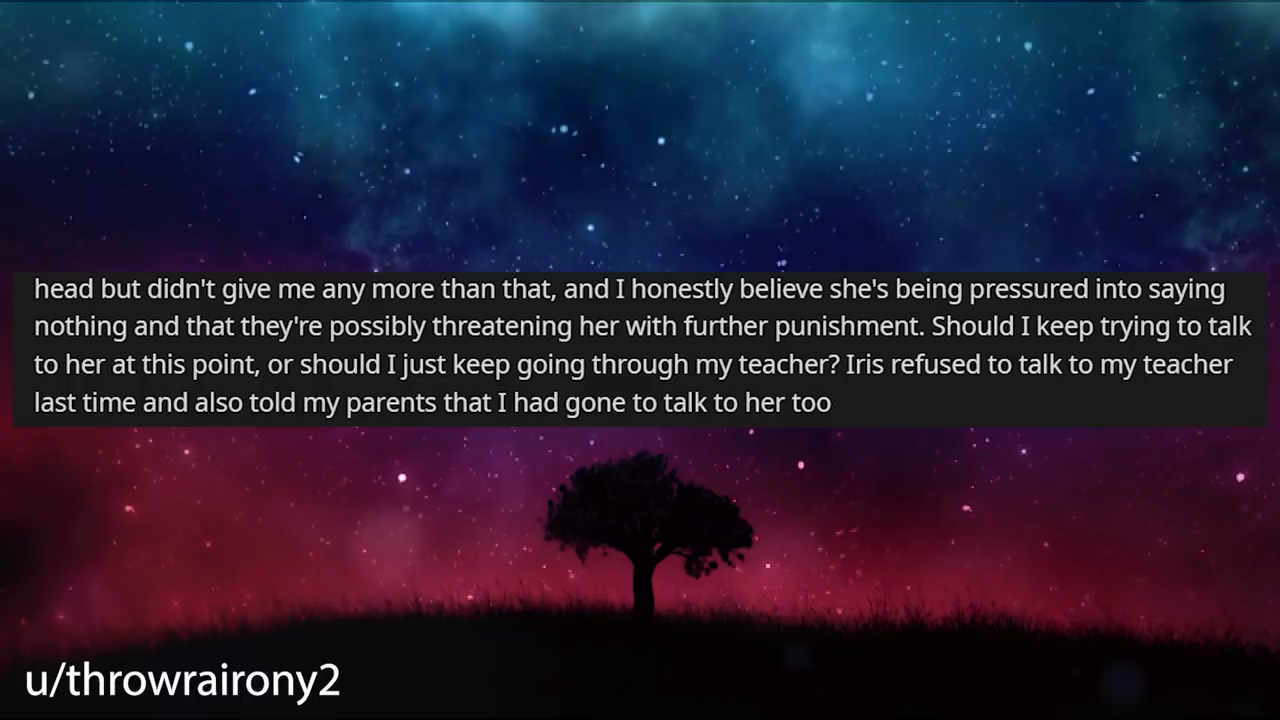 head but didn't give me any more than that, and I honestly believe she's being pressured into saying
nothing and that they're possibly threatening her with further punishment. Should I keep trying to talk
to her at this point, or should I just keep going through my teacher? Iris refused to talk to my teacher
last time and also told my parents that I had gone to talk to her too
u/throwrairony2